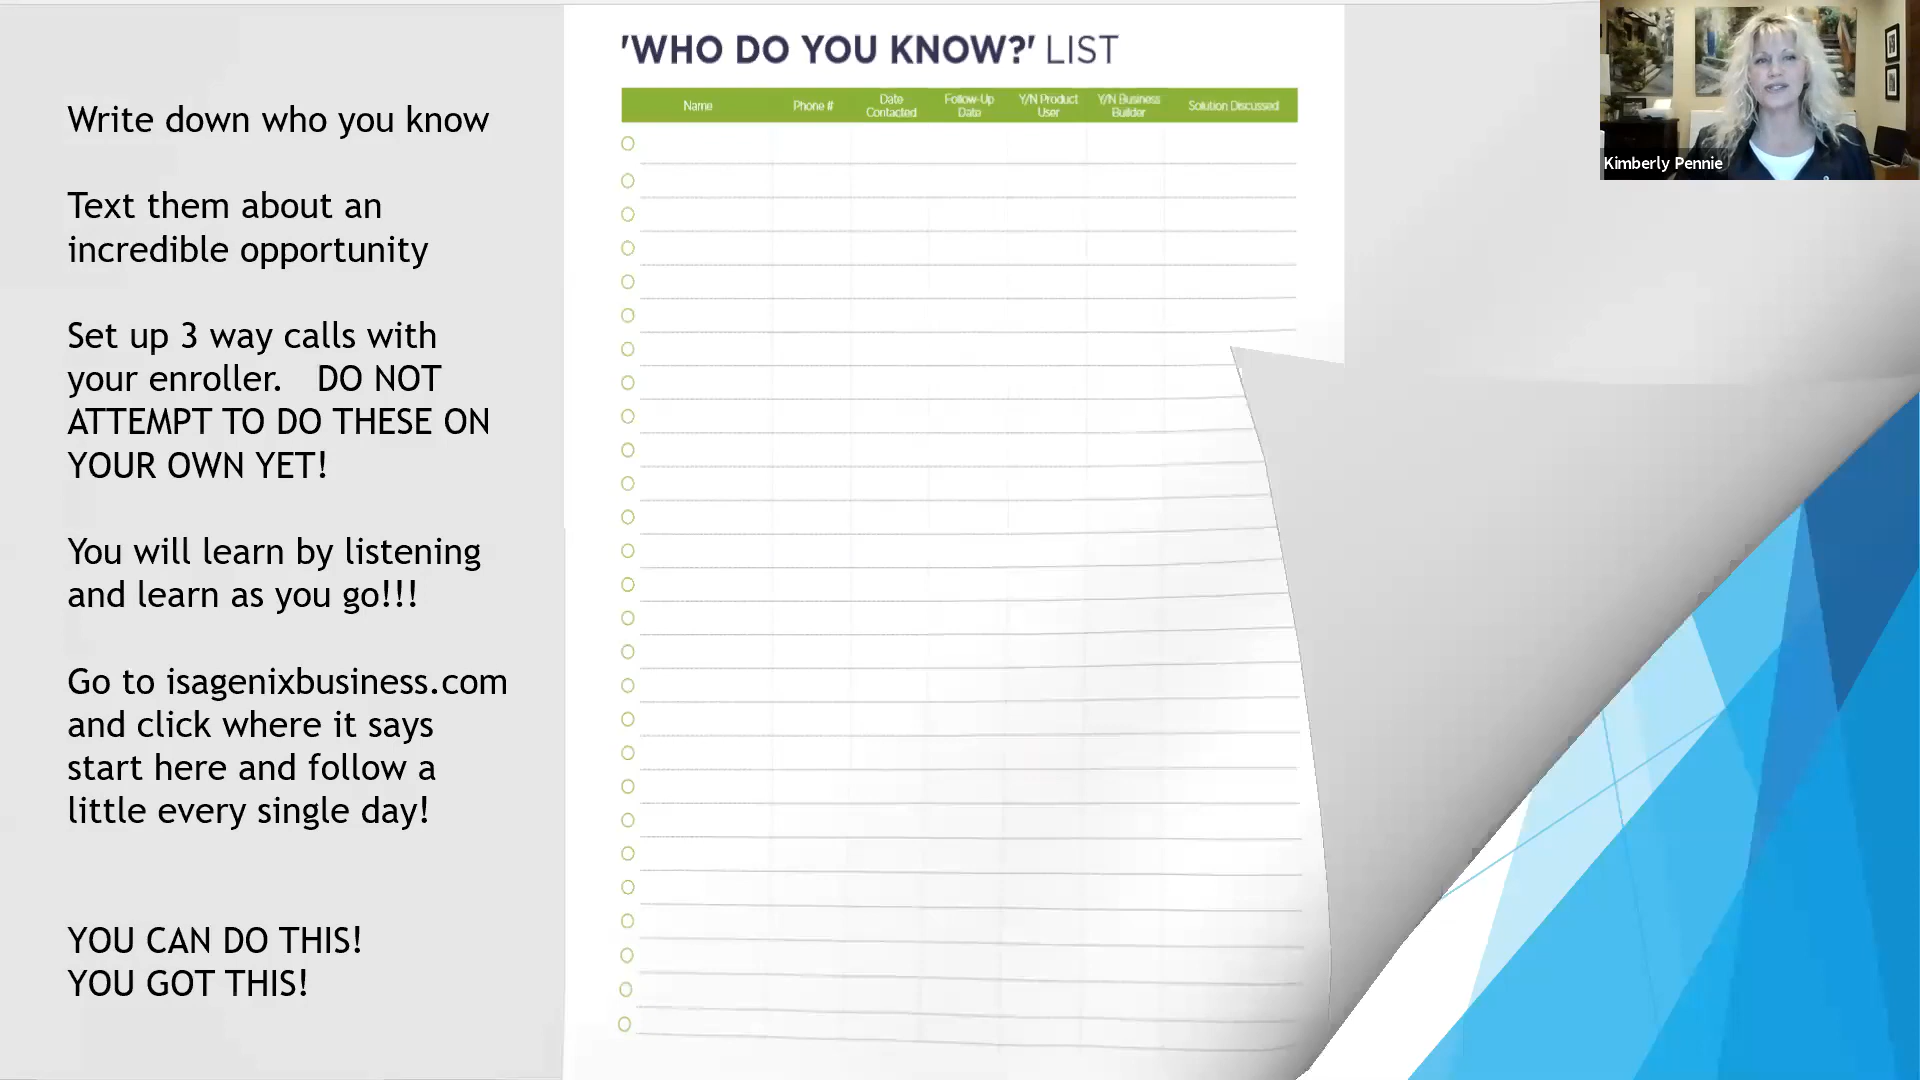 Write down who you know
Text them about an
incredible opportunity
Set up 3 way calls with
your enroller. DO NOT
ATTEMPT TO DO THESE ON
YOUR OWN YET!
You will learn by listening
and learn as you go!!!
Go to isagenixbusiness.com
and click where it says
start here and follow a
little every single day!
YOU CAN DO THIS!
YOU GOT THIS!
'WHO DO YOU KNOW?' LIST
Name
Phone #
Date
Contacted
Follow-Up
Date
Y/N Product
User
Y/N Business
Builder
Solution Discussed
Kimberly Pennie